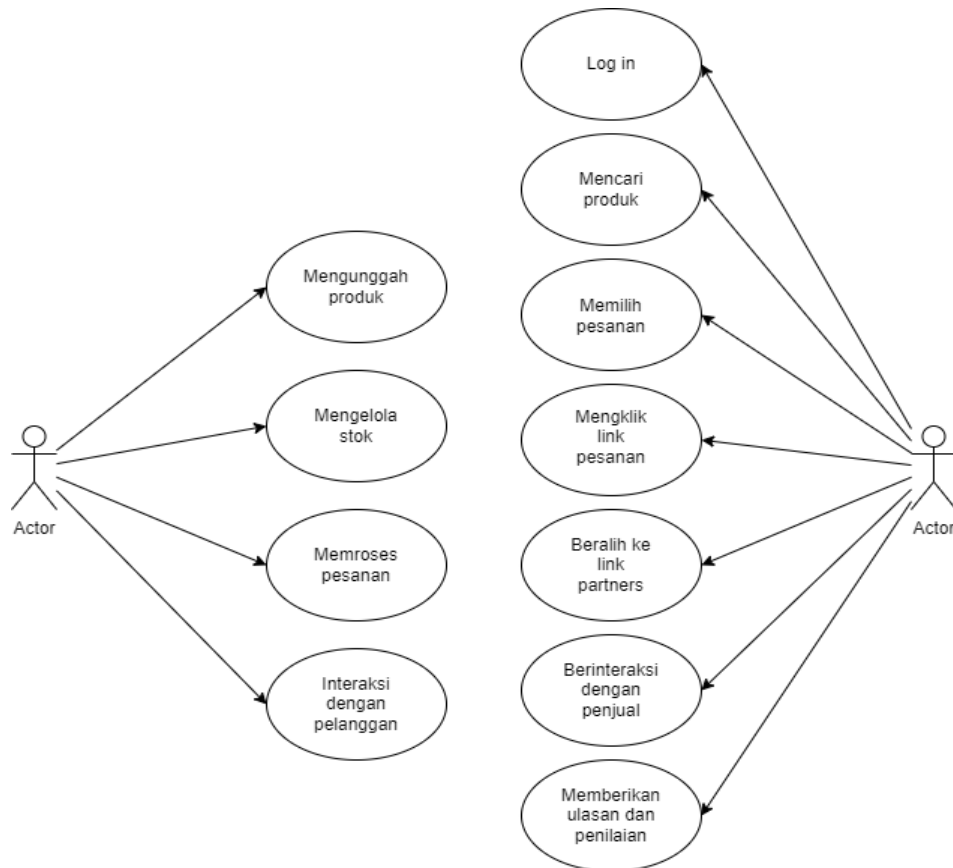 Log in
Mencari
produk
Mengunggah
produk
Memilih
pesanan
Mengelola
stok
Mengklik
link
pesanan
Actor
Actor
Memroses
pesanan
Beralih ke
link
partners
Interaksi
dengan
pelanggan
Berinteraksi
dengan
penjual
Memberikan
ulasan dan
penilaian